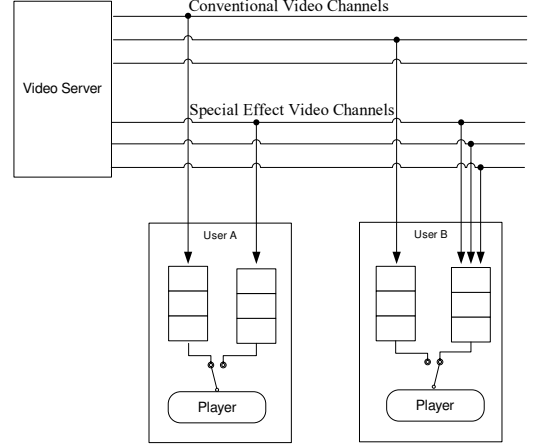 Conventional Video Channels
Video Server
Special Effect Video Channels
User A
User B
Player
Player